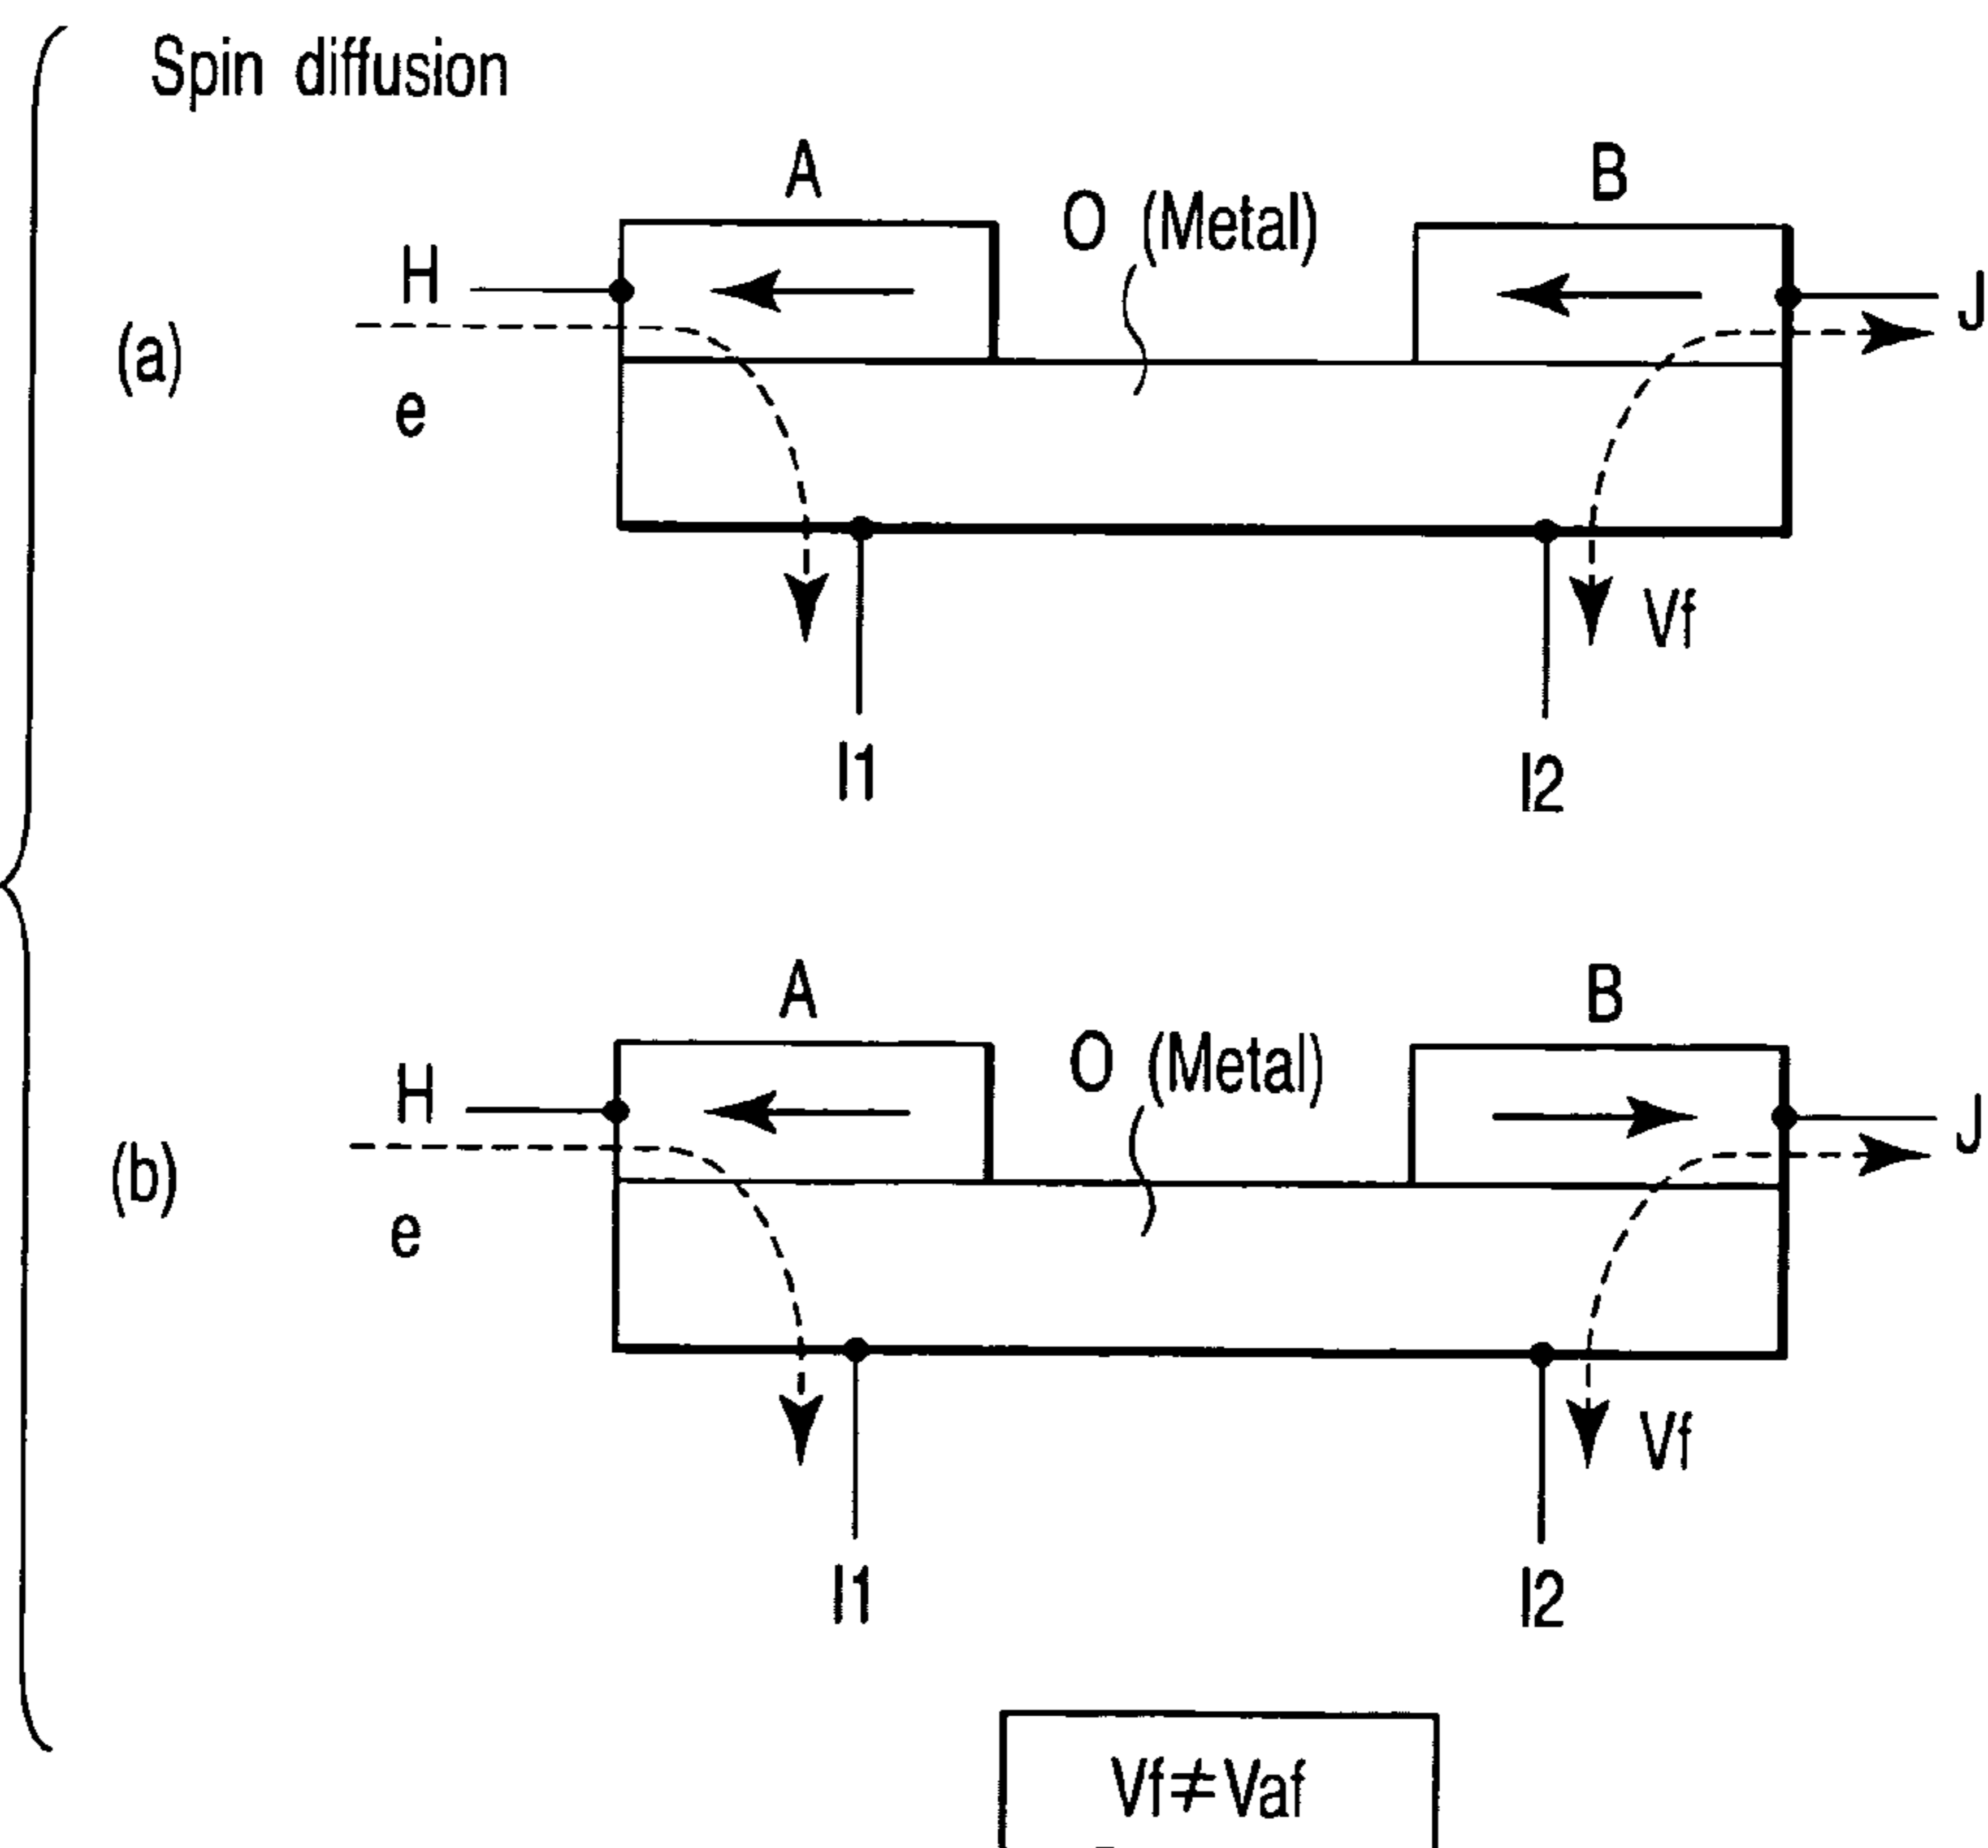 Spin diffusion
A
B
O (Metal)
H
J
(a)
e
Vf
I1
I2
A
B
O (Metal)
H
J
(b)
e
Vf
I1
I2
Vf≠Vaf